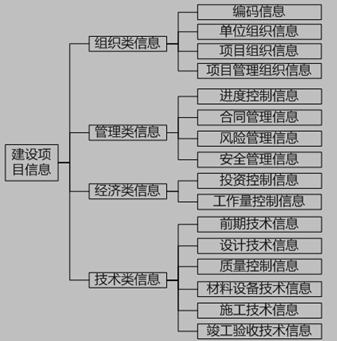 建设项
目信息
组织类信息
编码信息
单位组织信息
项目组织信息
项目管理组织信息
管理类信息
进度控制信息
合同管理信息
风险管理信息
安全管理信息
经济类信息
投资控制信息
工作量控制信息
技术类信息
前期技术信息
设计技术信息
质量控制信息
材料设备技术信息
施工技术信息
竣工验收技术信息